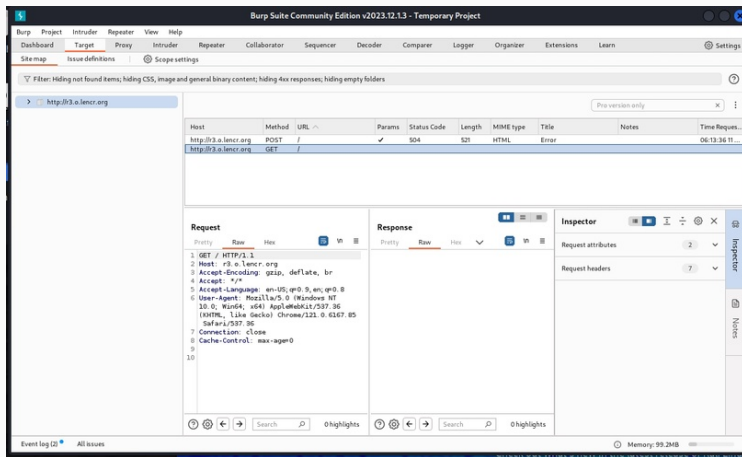 Burp Suite Community Edition v2023.12.1.3 - Temporary Project
Burp Project Intruder Repeater View Help
Dashboard Target Proxy Intruder Repeater Collaborator Sequencer Decoder Comparer Logger Organizer Extensions Learn Settings
Site map Issue definitions Scope settings
Filter: Hiding not found items; hiding CSS, image and general binary content; hiding 4xx responses; hiding empty folders
http://r3.o.lencr.org
Pro version only
Host Method URL Params Status Code Length MIME type Title Notes Time Reques...
http://r3.o.lencr.org POST / ✓ 504 521 HTML Error 06:13:36 11 ...
http://r3.o.lencr.org GET /
Request
Pretty Raw Hex
1 GET / HTTP/1.1
2 Host: r3.o.lencr.org
3 Accept-Encoding: gzip, deflate, br
4 Accept: */*
5 Accept-Language: en-US;q=0.9,en;q=0.8
6 User-Agent: Mozilla/5.0 (Windows NT
10.0; Win64; x64) AppleWebKit/537.36
(KHTML, like Gecko) Chrome/121.0.6167.85
Safari/537.36
7 Connection: close
8 Cache-Control: max-age=0
9
10
Search 0 highlights
Response
Pretty Raw Hex
Search 0 highlights
Inspector
Request attributes 2
Request headers 7
Inspector
Notes
Event log (2) All issues
Memory: 99.2MB